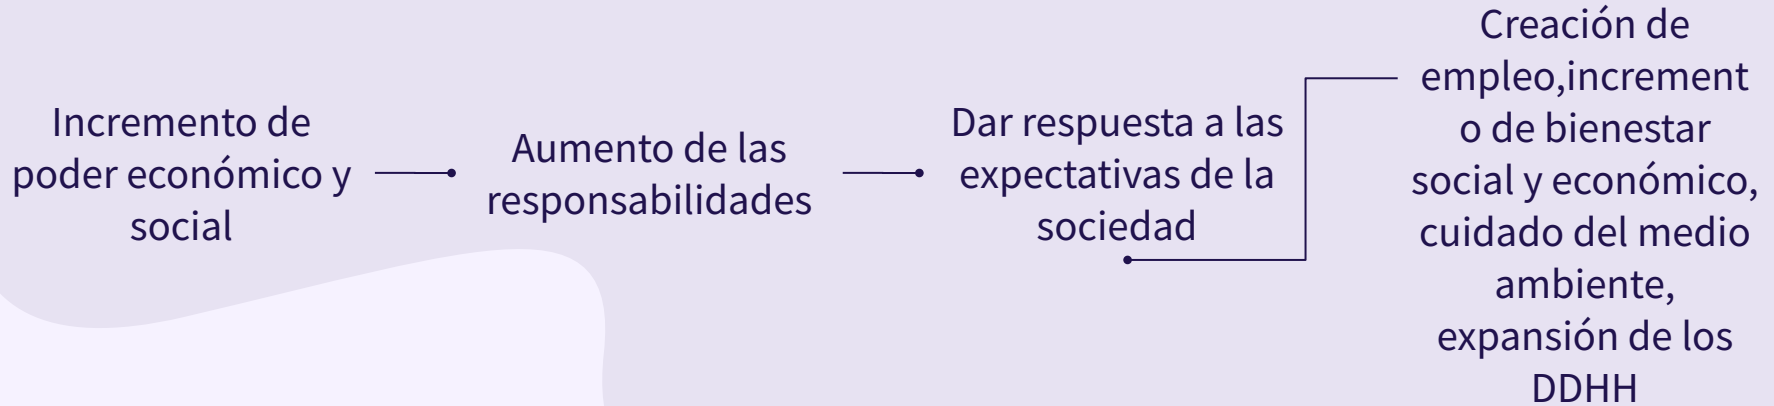 Incremento de
poder económico y
social
Aumento de las
responsabilidades
Dar respuesta a las
expectativas de la
sociedad
Creación de
empleo,increment
o de bienestar
social y económico,
cuidado del medio
ambiente,
expansión de los
DDHH